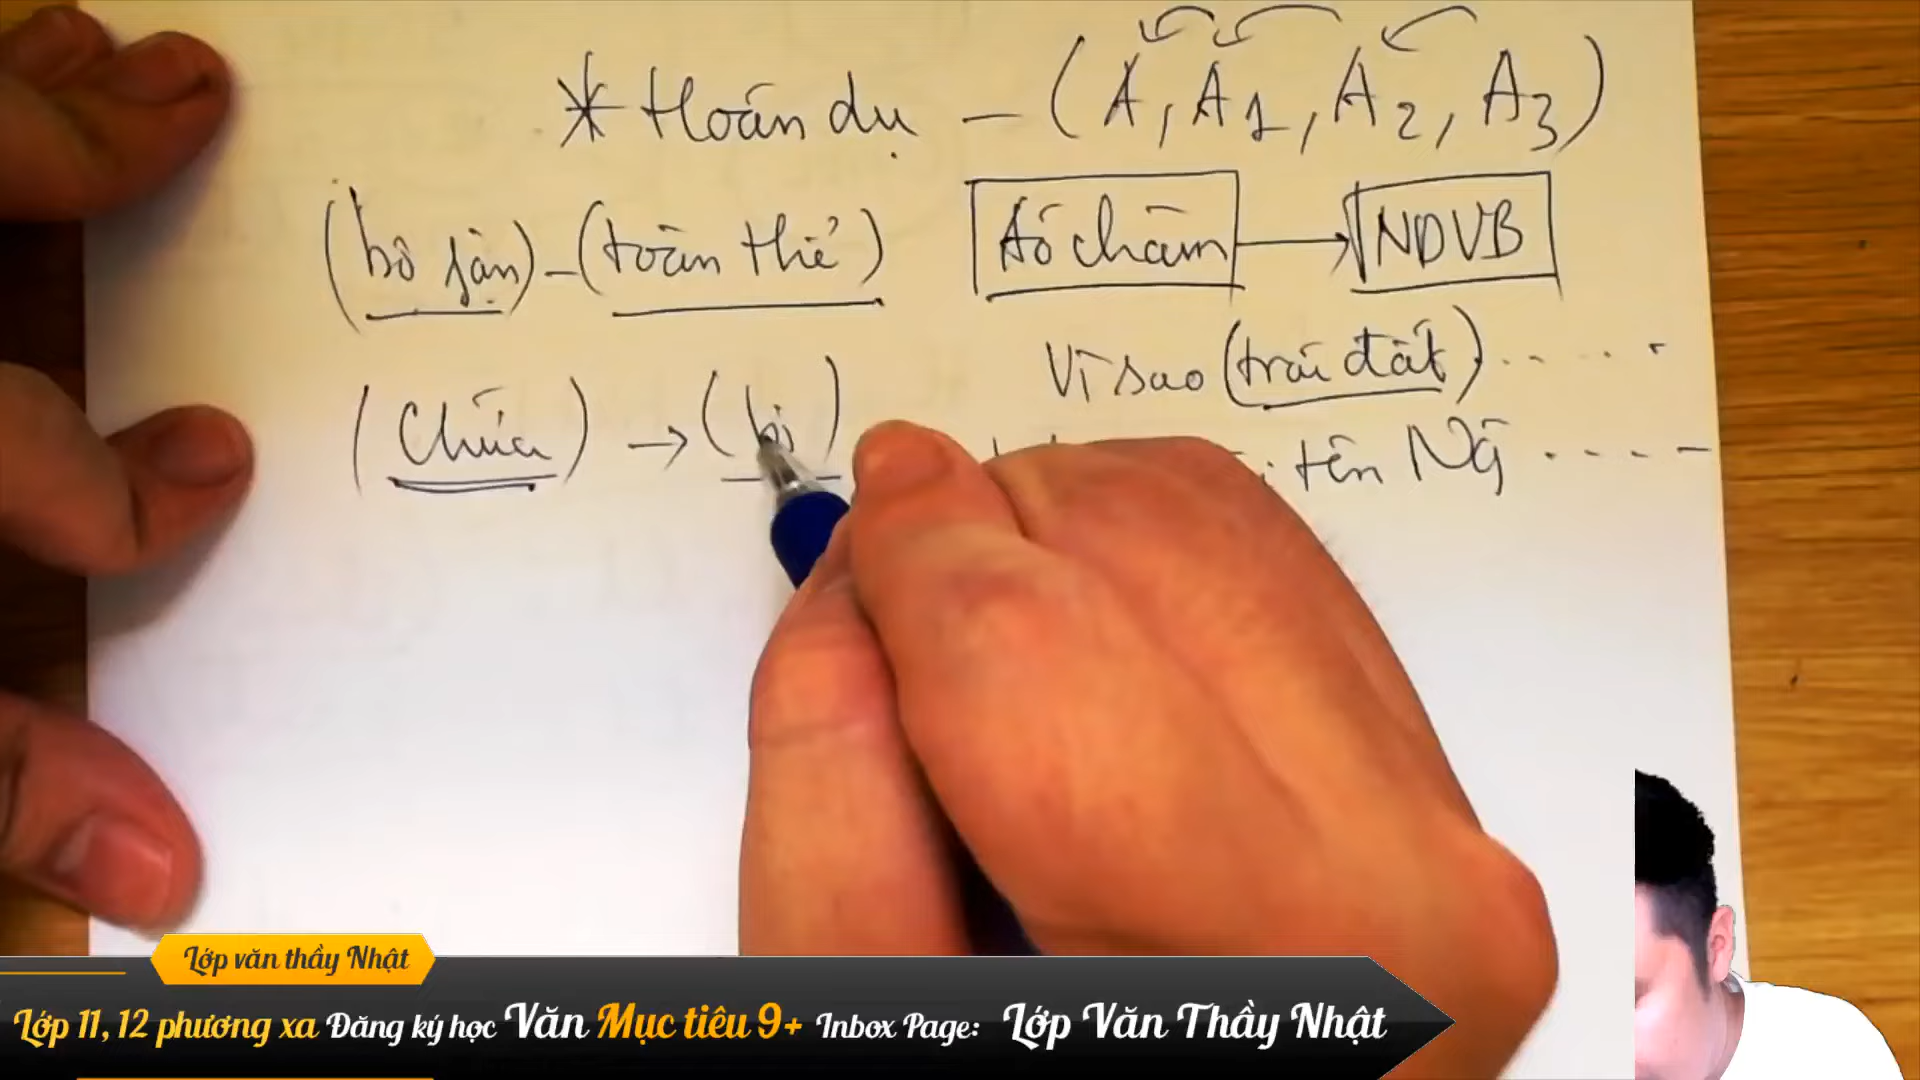 * Hoán dụ - (A, A1, A2, A3)
(bộ phận) - (toàn thể)
Áo chàm → NDVB
Vì sao (trái đất) .....
(Chứa) → (bị)
tên Ng ....
Lớp văn thầy Nhật
Lớp 11, 12 phương xa Đăng ký học Văn Mục tiêu 9+ Inbox Page: Lớp Văn Thầy Nhật